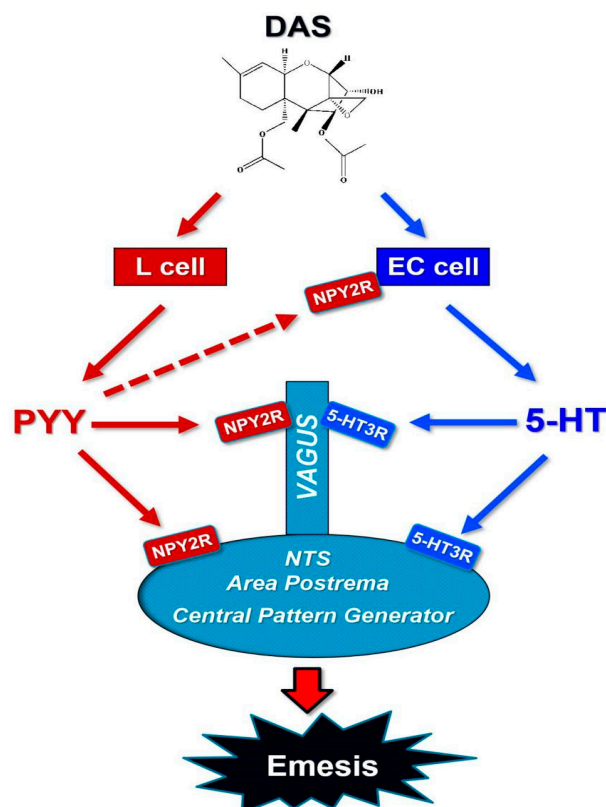 DAS
H
O
H
OH
O
O
O
O
O
L cell
EC cell
NPY2R
PYY
NPY2R
5-HT3R
5-HT
VAGUS
NPY2R
5-HT3R
NTS
Area Postrema
Central Pattern Generator
Emesis